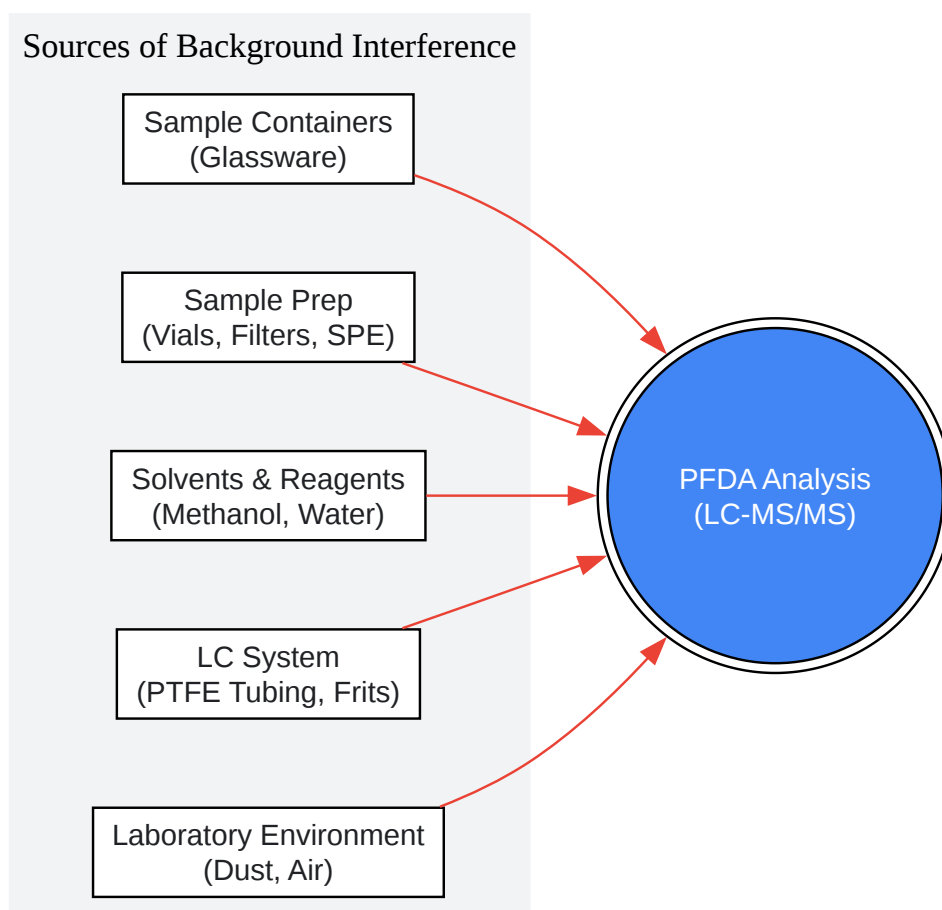 Sources of Background Interference
Sample Containers
(Glassware)
Sample Prep
(Vials, Filters, SPE)
Solvents & Reagents
(Methanol, Water)
LC System
(PTFE Tubing, Frits)
Laboratory Environment
(Dust, Air)
PFDA Analysis
(LC-MS/MS)